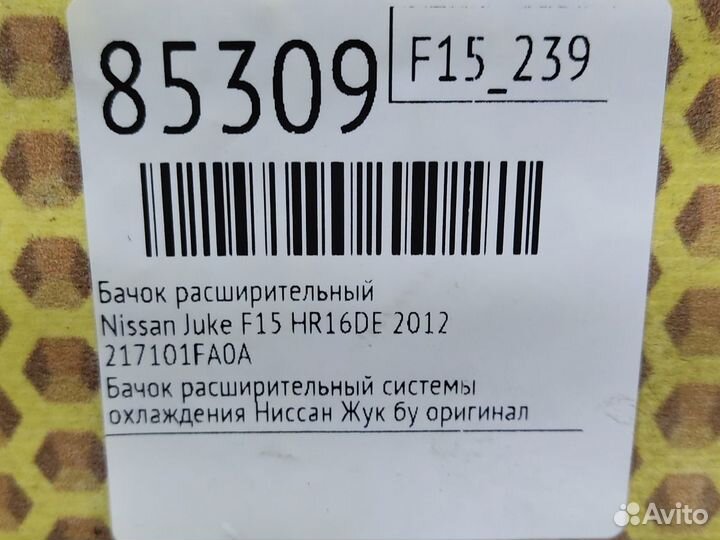 85309
F15_239
Бачок расширительный
Nissan Juke F15 HR16DE 2012
217101FA0A
Бачок расширительный системы
охлаждения Ниссан Жук бу оригинал
Avito